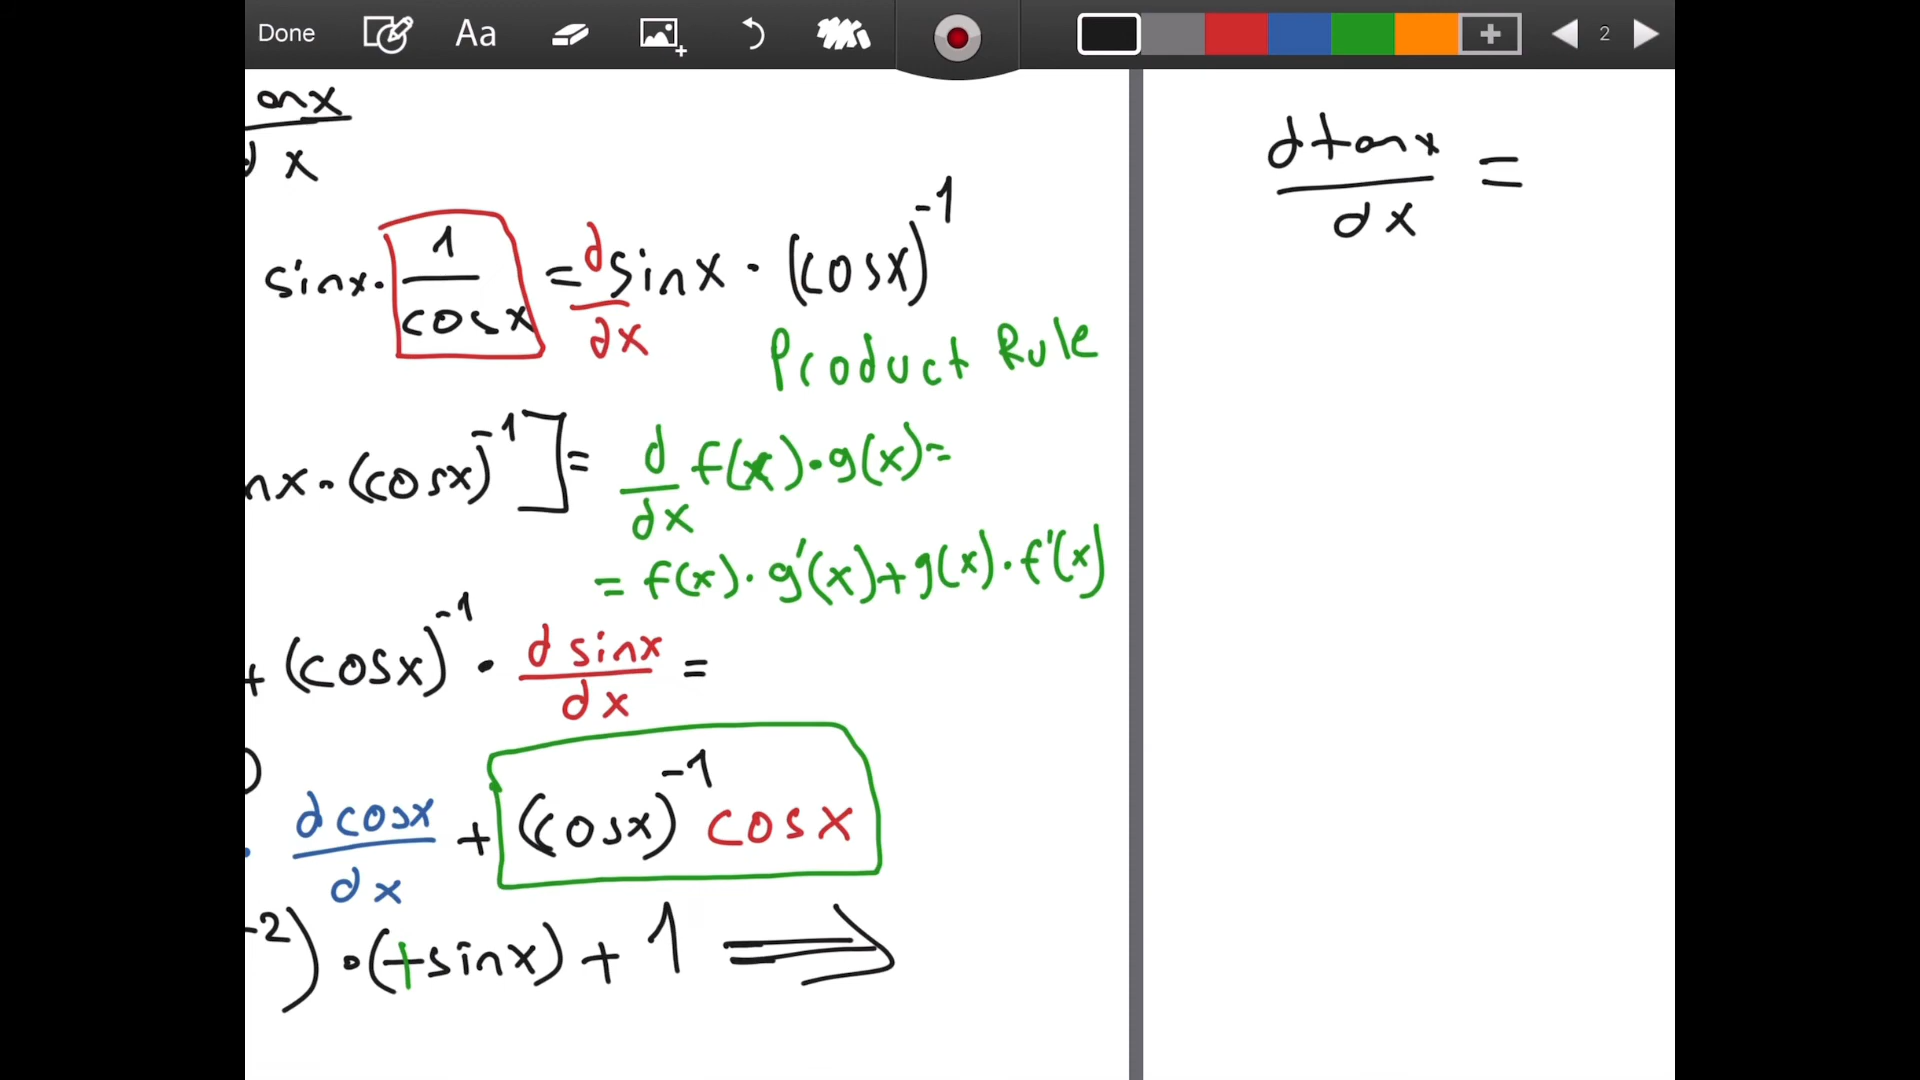 Done Aa 2
anx
d x
sinx · 1/cosx = d/dx sinx · (cosx)^-1
Product Rule
nx · (cosx)^-1 ] = d/dx f(x)·g(x)=
= f(x)· g'(x)+g(x)· f'(x)
+ (cosx)^-1 · d sinx/dx =
) · d cosx/dx + (cosx)^-1 cosx
-2) · (+sinx) + 1 ⟹
d tanx/dx =